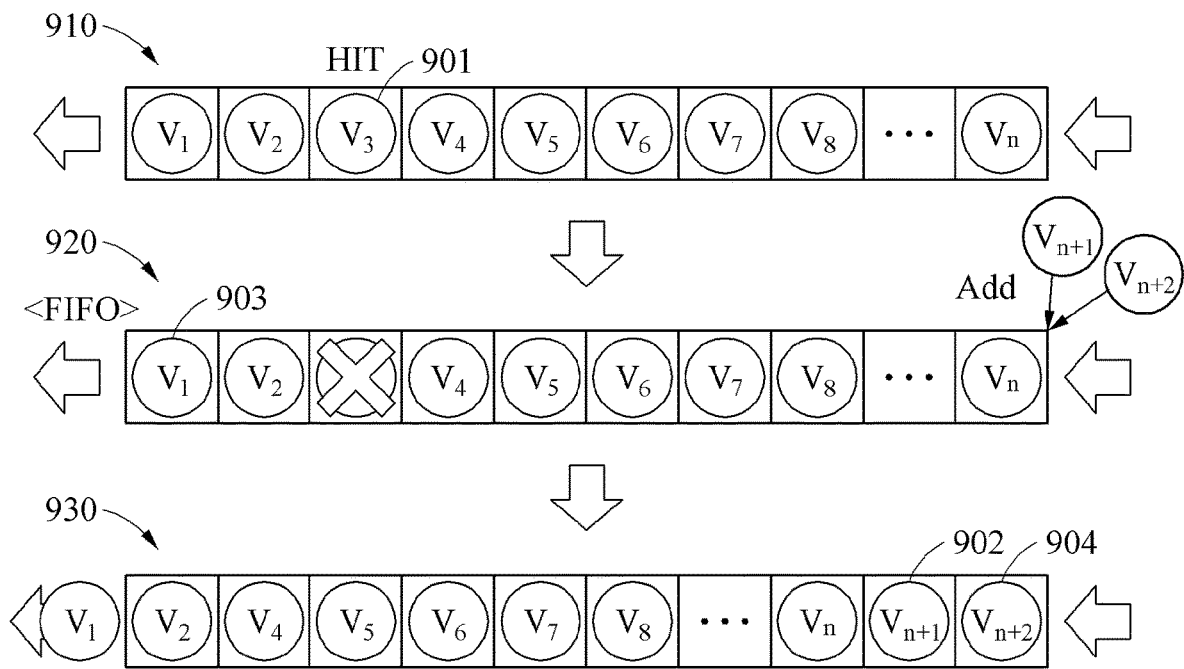 910
HIT 901
V₁ V₂ V₃ V₄ V₅ V₆ V₇ V₈ ... Vₙ
920
<FIFO> 903
Add Vₙ₊₁ Vₙ₊₂
V₁ V₂ V₄ V₅ V₆ V₇ V₈ ... Vₙ
930
902 904
V₁ V₂ V₄ V₅ V₆ V₇ V₈ ... Vₙ Vₙ₊₁ Vₙ₊₂